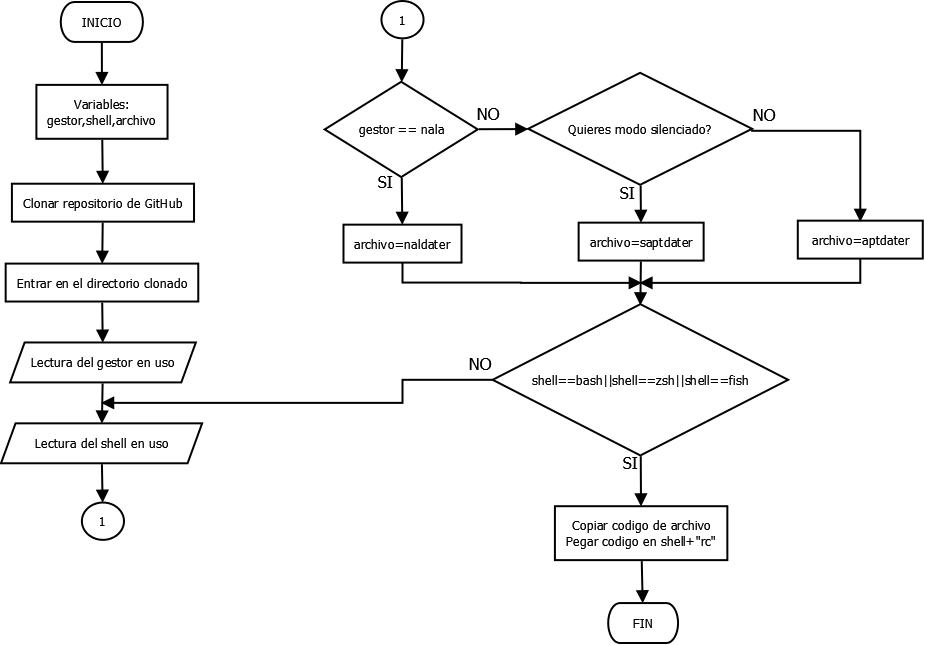 INICIO
Variables:
gestor,shell,archivo
Clonar repositorio de GitHub
Entrar en el directorio clonado
Lectura del gestor en uso
Lectura del shell en uso
1
1
gestor == nala
NO
SI
Quieres modo silenciado?
NO
SI
archivo=naldater
archivo=saptdater
archivo=aptdater
shell==bash||shell==zsh||shell==fish
NO
SI
Copiar codigo de archivo
Pegar codigo en shell+"rc"
FIN